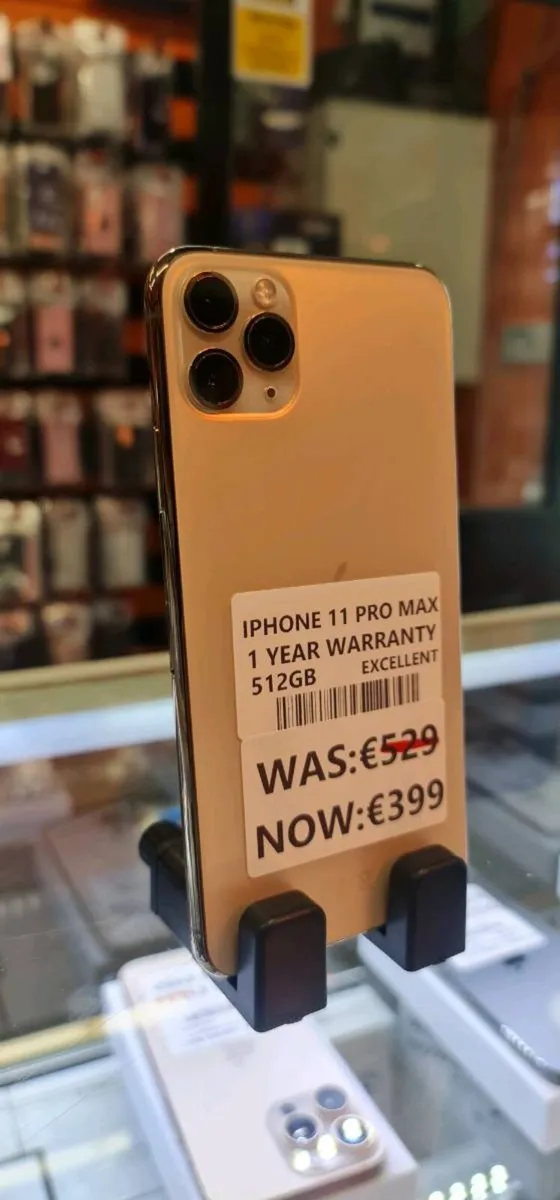 IPHONE 11 PRO MAX
1 YEAR WARRANTY
512GB EXCELLENT
WAS:€529
NOW:€399